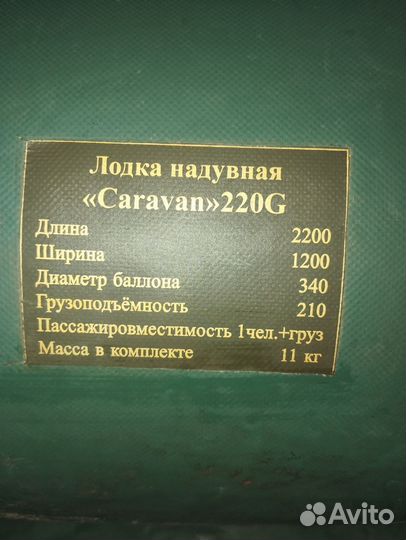 Лодка надувная
«Caravan»220G
Длина 2200
Ширина 1200
Диаметр баллона 340
Грузоподъёмность 210
Пассажировместимость 1чел.+груз
Масса в комплекте 11 кг
Avito